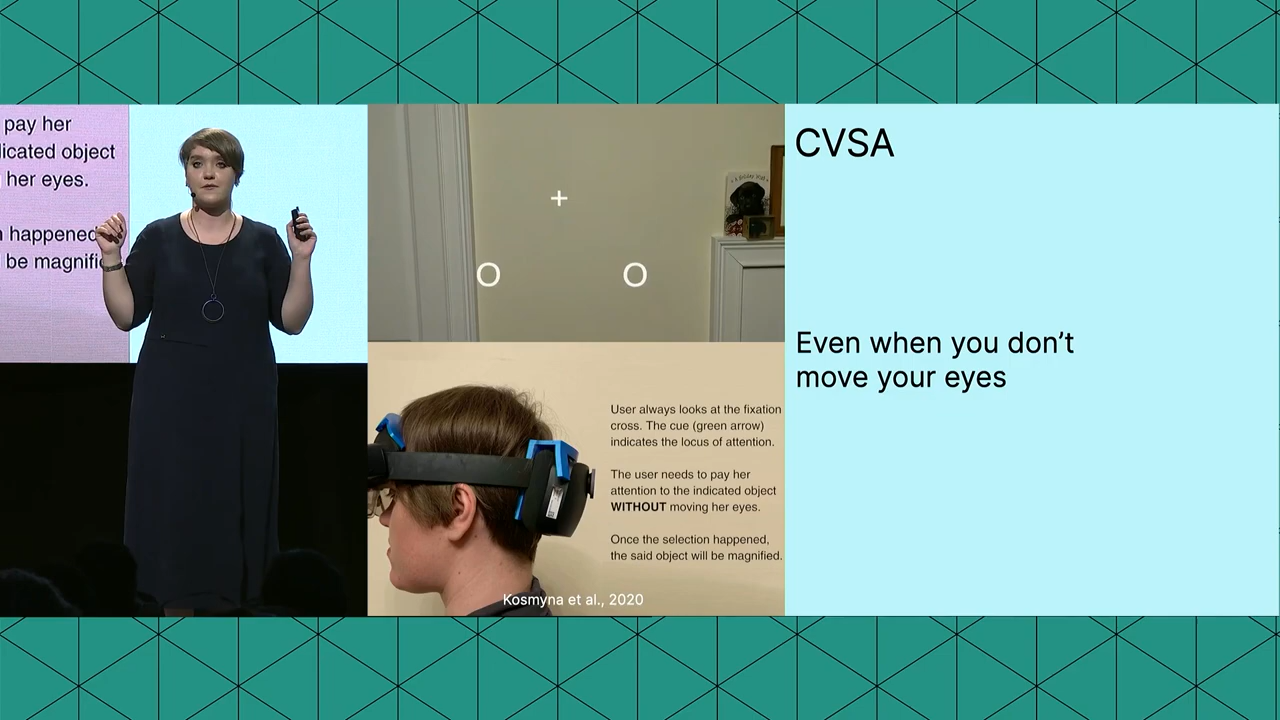 pay her
licated object
her eyes.
happened
be magnifi
+
O O
User always looks at the fixation
cross. The cue (green arrow)
indicates the locus of attention.
The user needs to pay her
attention to the indicated object
WITHOUT moving her eyes.
Once the selection happened,
the said object will be magnified.
Kosmyna et al., 2020
CVSA
Even when you don’t
move your eyes